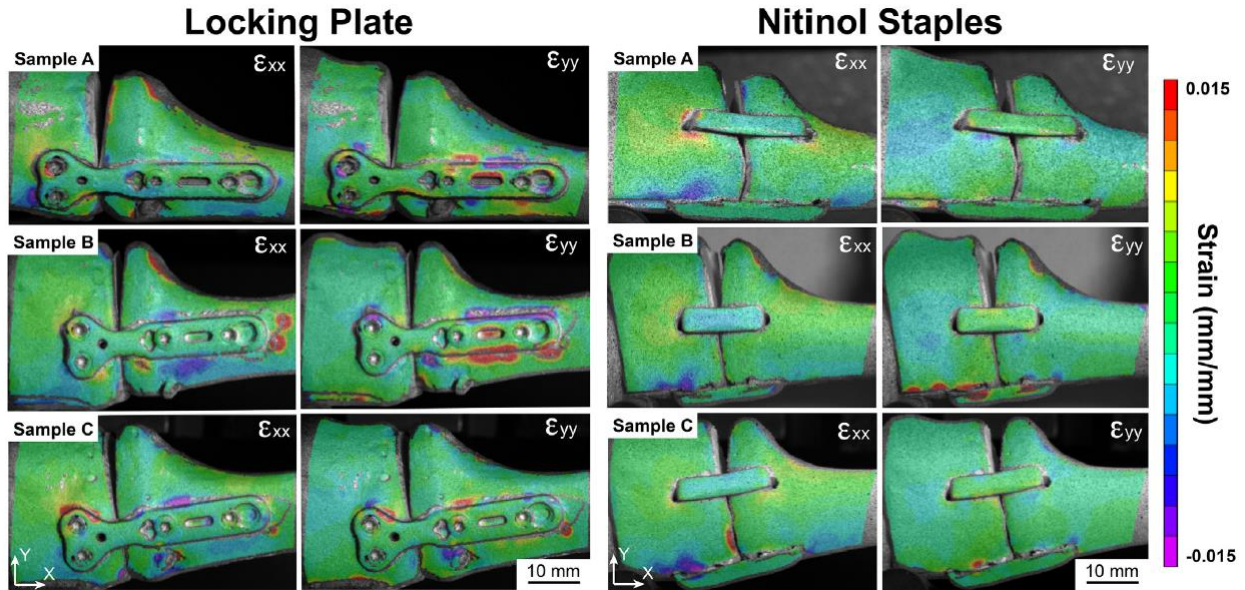 Locking Plate
Nitinol Staples
Sample A
εxx
εyy
Sample A
εxx
εyy
Sample B
εxx
εyy
Sample B
εxx
εyy
Sample C
εxx
εyy
Sample C
εxx
εyy
Y
X
10 mm
Y
X
10 mm
0.015
Strain (mm/mm)
-0.015